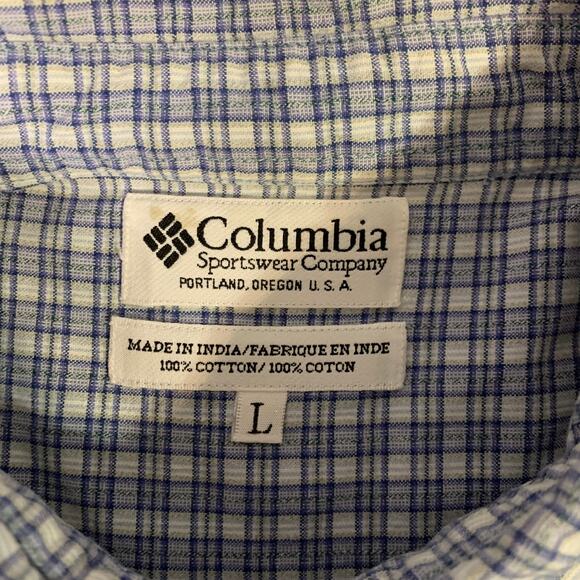 Columbia
Sportswear Company
PORTLAND, OREGON U. S. A.
MADE IN INDIA/FABRIQUE EN INDE
100% COTTON/ 100% COTON
L